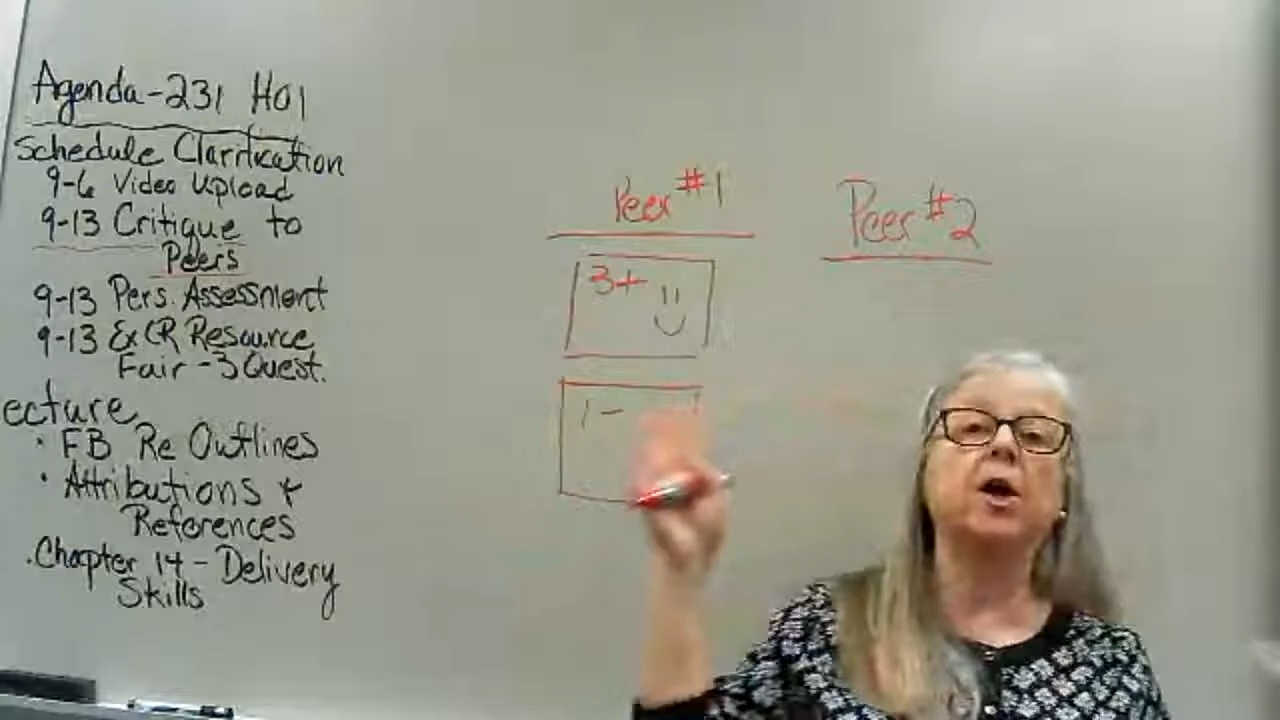 Agenda-231 H01
Schedule Clarification
9-6 Video Upload
9-13 Critique to
Peers
9-13 Pers. Assessment
9-13 ExCR Resource
Fair-3 Quest.
ecture
• FB Re Outlines
• Attributions &
References
• Chapter 14 - Delivery
Skills
Peer #1
3+
1-
Peer #2